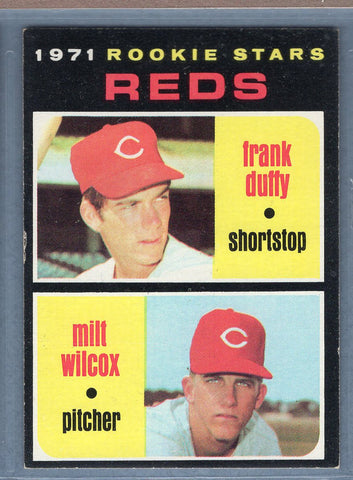 1971 ROOKIE STARS
REDS
frank
duffy
•
shortstop
C
milt
wilcox
•
pitcher
C